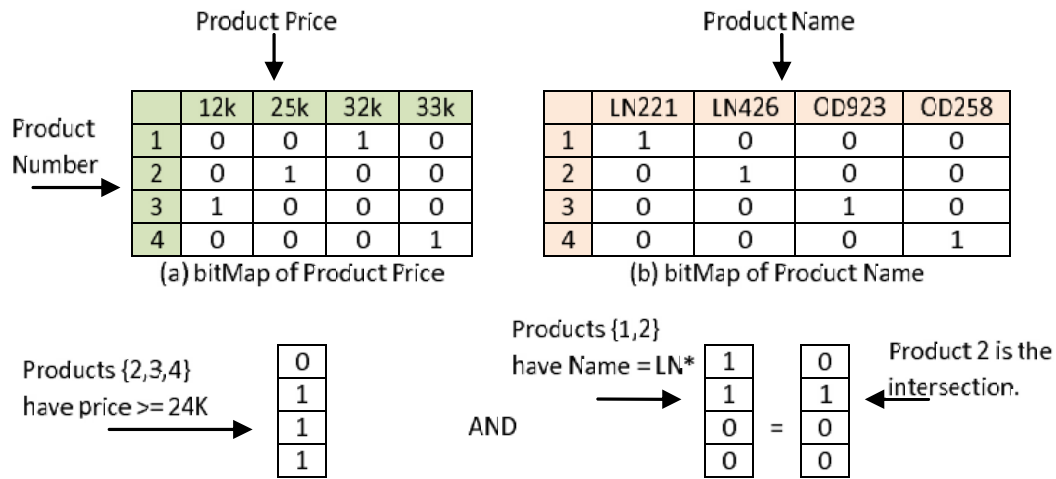 Product Price
Product Name
Product
Number
12k 25k 32k 33k
1 0 0 1 0
2 0 1 0 0
3 1 0 0 0
4 0 0 0 1
(a) bitMap of Product Price
LN221 LN426 OD923 OD258
1 1 0 0 0
2 0 1 0 0
3 0 0 1 0
4 0 0 0 1
(b) bitMap of Product Name
Products {2,3,4}
have price >= 24K
0
1
1
1
AND
Products {1,2}
have Name = LN*
1
1
0
0
=
0
1
0
0
Product 2 is the
intersection.